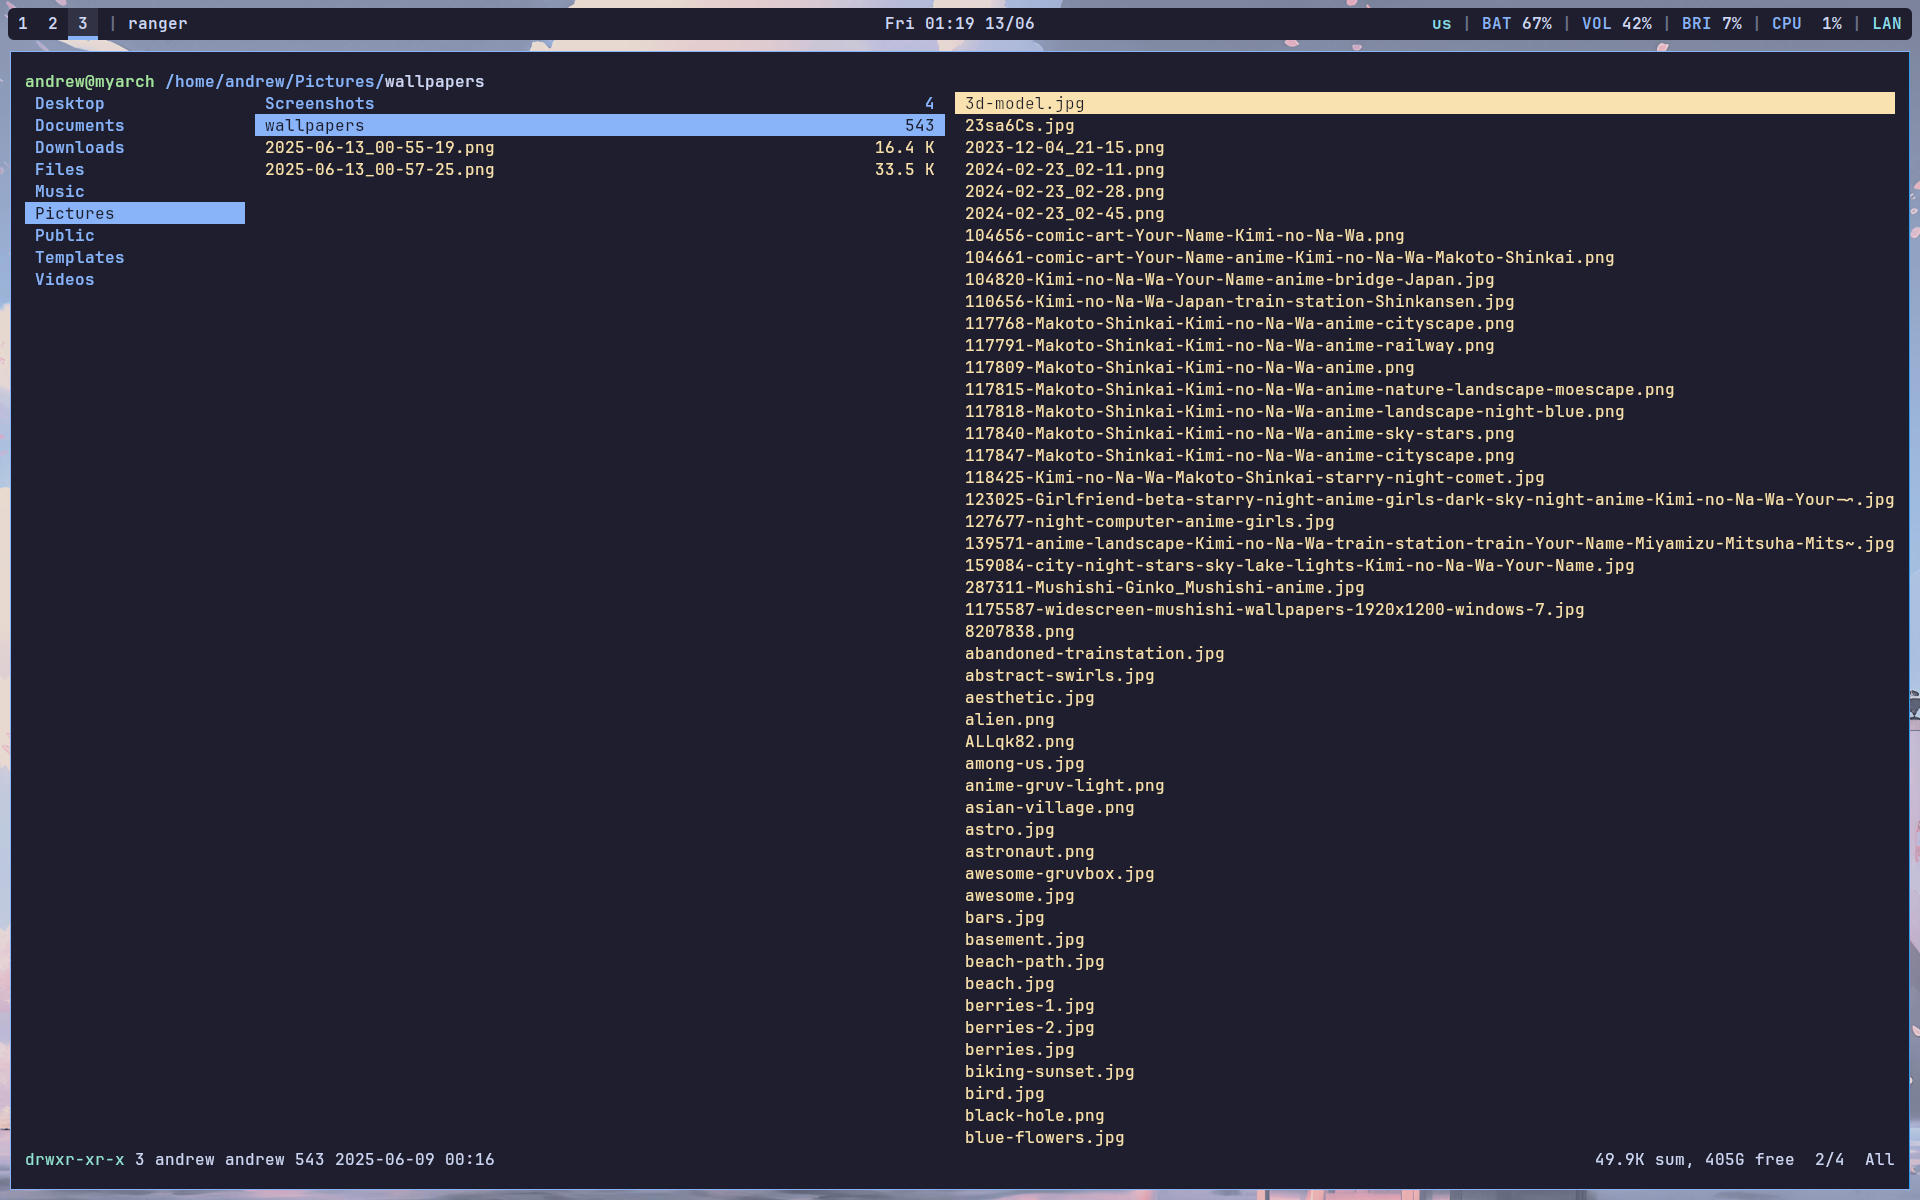 1 2 3 | ranger Fri 01:19 13/06 us | BAT 67% | VOL 42% | BRI 7% | CPU 1% | LAN
andrew@myarch /home/andrew/Pictures/wallpapers
Desktop
Documents
Downloads
Files
Music
Pictures
Public
Templates
Videos
Screenshots 4
wallpapers 543
2025-06-13_00-55-19.png 16.4 K
2025-06-13_00-57-25.png 33.5 K
3d-model.jpg
23sa6Cs.jpg
2023-12-04_21-15.png
2024-02-23_02-11.png
2024-02-23_02-28.png
2024-02-23_02-45.png
104656-comic-art-Your-Name-Kimi-no-Na-Wa.png
104661-comic-art-Your-Name-anime-Kimi-no-Na-Wa-Makoto-Shinkai.png
104820-Kimi-no-Na-Wa-Your-Name-anime-bridge-Japan.jpg
110656-Kimi-no-Na-Wa-Japan-train-station-Shinkansen.jpg
117768-Makoto-Shinkai-Kimi-no-Na-Wa-anime-cityscape.png
117791-Makoto-Shinkai-Kimi-no-Na-Wa-anime-railway.png
117809-Makoto-Shinkai-Kimi-no-Na-Wa-anime.png
117815-Makoto-Shinkai-Kimi-no-Na-Wa-anime-nature-landscape-moescape.png
117818-Makoto-Shinkai-Kimi-no-Na-Wa-anime-landscape-night-blue.png
117840-Makoto-Shinkai-Kimi-no-Na-Wa-anime-sky-stars.png
117847-Makoto-Shinkai-Kimi-no-Na-Wa-anime-cityscape.png
118425-Kimi-no-Na-Wa-Makoto-Shinkai-starry-night-comet.jpg
123025-Girlfriend-beta-starry-night-anime-girls-dark-sky-night-anime-Kimi-no-Na-Wa-Your-~.jpg
127677-night-computer-anime-girls.jpg
139571-anime-landscape-Kimi-no-Na-Wa-train-station-train-Your-Name-Miyamizu-Mitsuha-Mits~.jpg
159084-city-night-stars-sky-lake-lights-Kimi-no-Na-Wa-Your-Name.jpg
287311-Mushishi-Ginko_Mushishi-anime.jpg
1175587-widescreen-mushishi-wallpapers-1920x1200-windows-7.jpg
8207838.png
abandoned-trainstation.jpg
abstract-swirls.jpg
aesthetic.jpg
alien.png
ALLqk82.png
among-us.jpg
anime-gruv-light.png
asian-village.png
astro.jpg
astronaut.png
awesome-gruvbox.jpg
awesome.jpg
bars.jpg
basement.jpg
beach-path.jpg
beach.jpg
berries-1.jpg
berries-2.jpg
berries.jpg
biking-sunset.jpg
bird.jpg
black-hole.png
blue-flowers.jpg
drwxr-xr-x 3 andrew andrew 543 2025-06-09 00:16 49.9K sum, 405G free 2/4 All